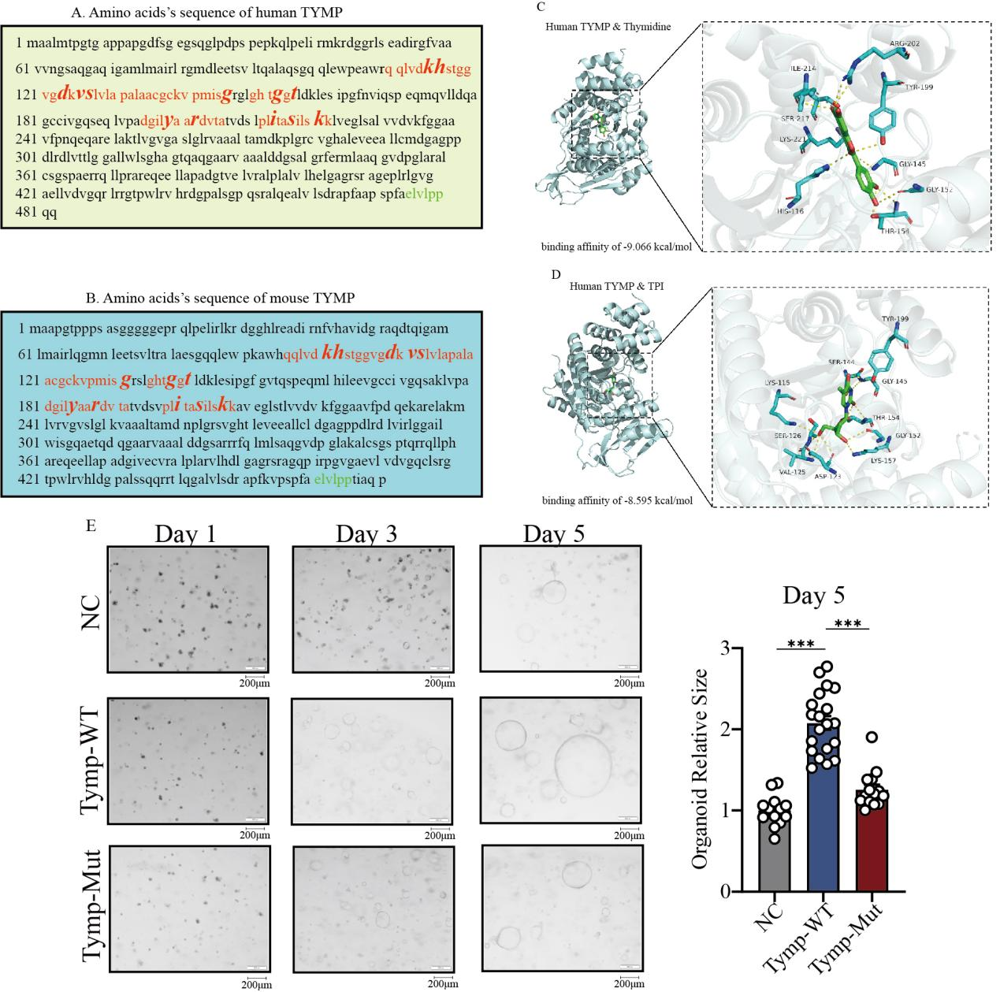 A. Amino acids's sequence of human TYMP
1 maalmtpgtg appapgdfsg egsqglpdps pepkqlpeli rmkrdggrls eadirgfvaa
61 vvngsaqgaq igamlmairl rgmdleetsv ltqalaqsgq qlewpeawrq qlvdkhstgg
121 vgdkvslvla palaacgckv pmisgrglgh tggtldkles ipgfnviqsp eqmqvlldqa
181 gccivgqseq lvpadgilya ardvtatvds lplitasils kklveglsal vvdvkfggaa
241 vfpnqeqare laktlvgvga slglrvaaal tamdkplgrc vghaleveea llcmdgagpp
301 dlrdlvttlg gallwlsgha gtqaqgaarv aaalddgsal grfermlaaq gvdpglaral
361 csgspaerrq llprareqee llapadgtve lvralplalv lhelgagrsr ageplrlgvg
421 aellvdvgqr lrrgtpwlrv hrdgpalsgp qsralqealv lsdrapfaap spfaelvlpp
481 qq
B. Amino acids's sequence of mouse TYMP
1 maapgtppps asgggggepr qlpelirlkr dgghlreadi rnfvhavidg raqdtqigam
61 lmairlqgmn leetsvltra laesgqqlew pkawhqqlvd khstggvgdk vslvlapala
121 acgckvpmis grslghtggt ldklesipgf gvtqspeqml hileevgcci vgqsaklvpa
181 dgilyaardv tatvdsvpli tasilskkav eglstlvvdv kfggaavfpd qekarelakm
241 lvrvgvslgl kvaaaltamd nplgrsvght leveeallcl dgagppdlrd lvirlggail
301 wisgqaetqd qgaarvaaal ddgsarrrfq lmlsaqgvdp glakalcsgs ptqrrqllph
361 areqeellap adgivecvra lplarvlhdl gagrsragqp irpgvgaevl vdvgqclsrg
421 tpwlrvhldg palssqqrrt lqgalvlsdr apfkvpspfa elvlpptiaq p
C
Human TYMP & Thymidine
binding affinity of -9.066 kcal/mol
ARG-202
ILE-214
TYR-199
SER-217
LYS-221
GLY-145
GLY-152
HIS-116
THR-154
D
Human TYMP & TPI
binding affinity of -8.595 kcal/mol
TYR-199
SER-144
LYS-115
GLY-145
THR-154
SER-126
GLY-152
LYS-157
VAL-125
ASP-123
E
Day 1 Day 3 Day 5
NC
200μm 200μm 200μm
Tymp-WT
200μm 200μm 200μm
Tymp-Mut
200μm 200μm 200μm
Day 5
***
***
Organoid Relative Size
3
2
1
0
NC
Tymp-WT
Tymp-Mut